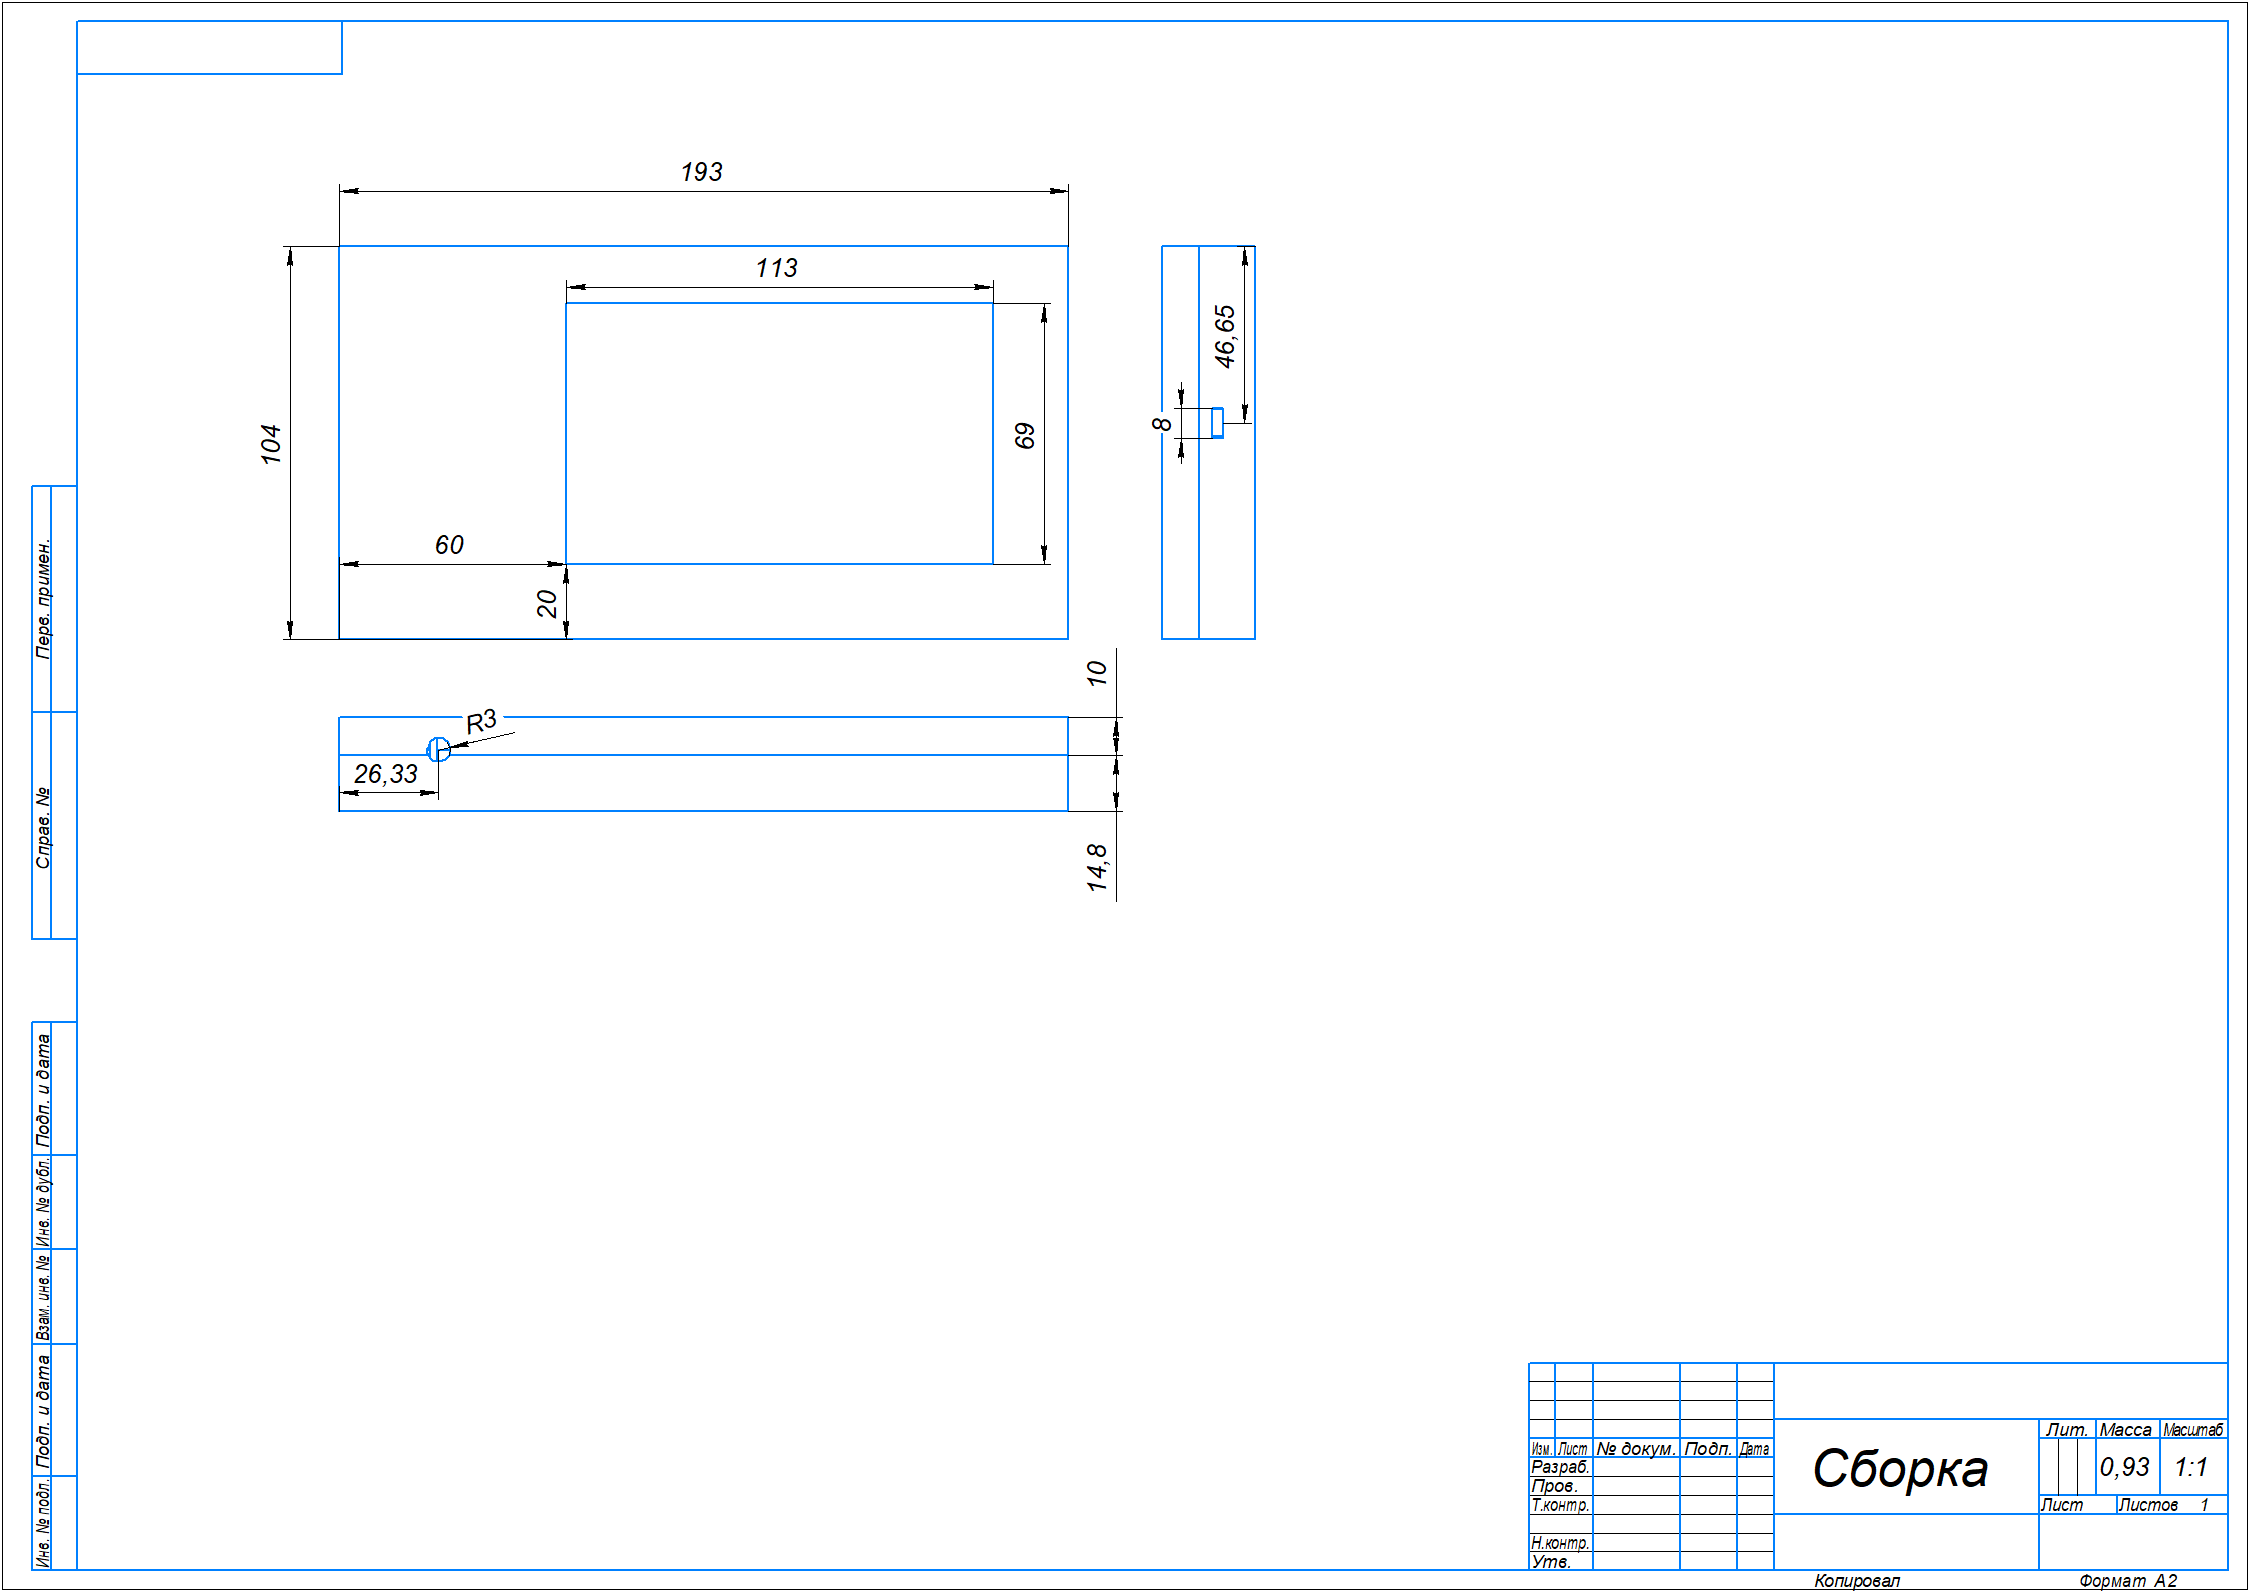 193
113
104
69
60
20
46,65
8
10
R3
26,33
14,8
Перв. примен.
Справ. №
Подп. и дата
Инв. № дубл.
Взам. инв. №
Подп. и дата
Инв. № подл.
Изм. Лист № докум. Подп. Дата
Разраб.
Пров.
Т.контр.
Н.контр.
Утв.
Сборка
Лит. Масса Масштаб
0,93 1:1
Лист Листов 1
Копировал Формат А2